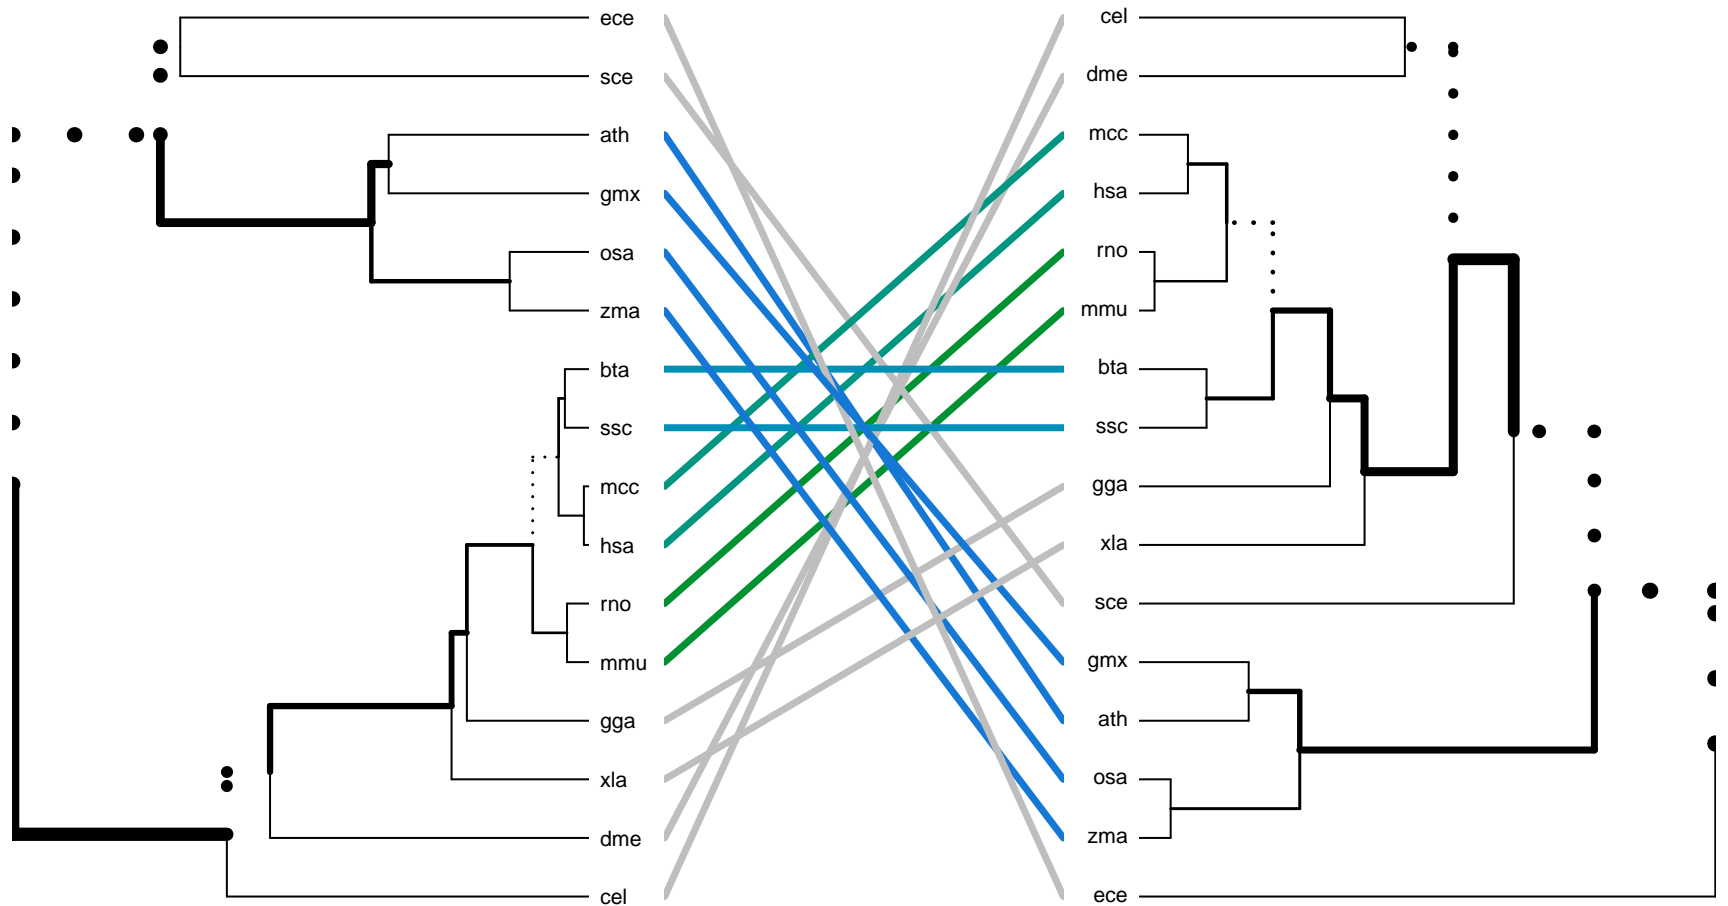 ece
sce
ath
gmx
osa
zma
bta
ssc
mcc
hsa
rno
mmu
gga
xla
dme
cel
cel
dme
mcc
hsa
rno
mmu
bta
ssc
gga
xla
sce
gmx
ath
osa
zma
ece